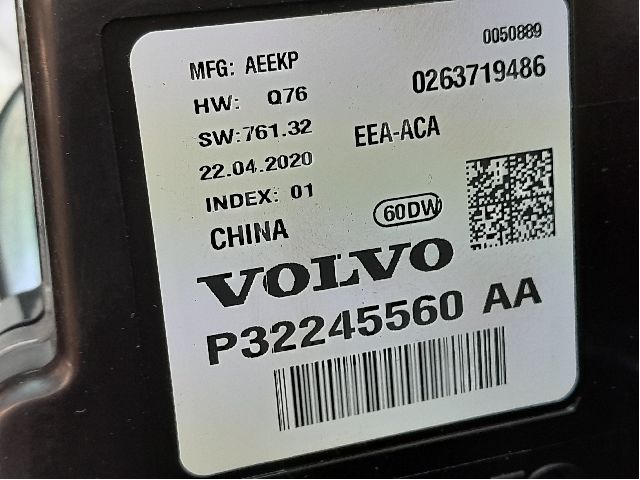 0050889
MFG: AEEKP
0263719486
HW: Q76
SW:761.32
EEA-ACA
22.04.2020
INDEX: 01
60DW
CHINA
VOLVO
P32245560 AA